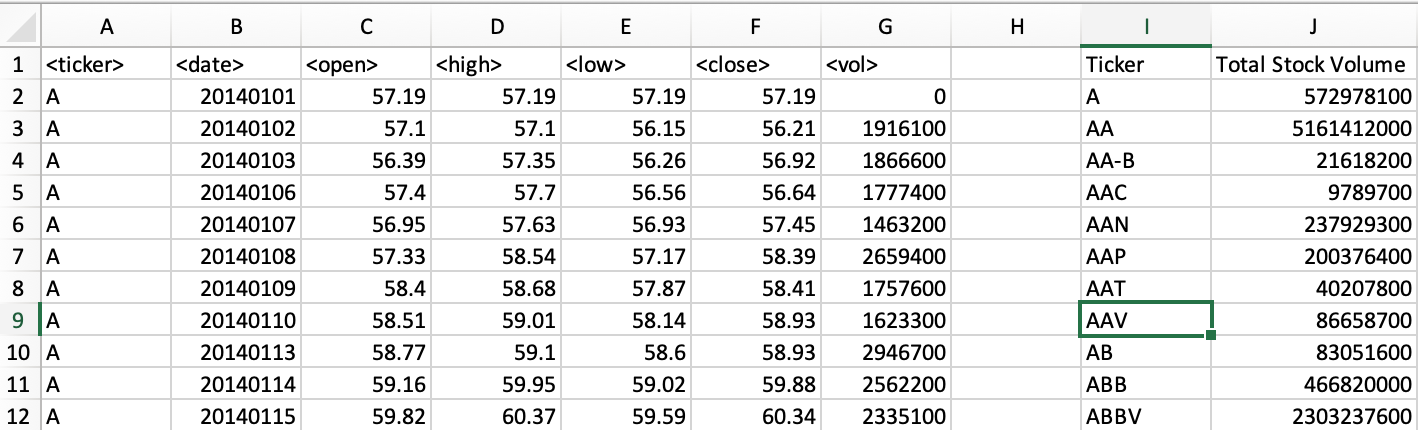 A B C D E F G H I J
1 <ticker> <date> <open> <high> <low> <close> <vol> Ticker Total Stock Volume
2 A 20140101 57.19 57.19 57.19 57.19 0 A 572978100
3 A 20140102 57.1 57.1 56.15 56.21 1916100 AA 5161412000
4 A 20140103 56.39 57.35 56.26 56.92 1866600 AA-B 21618200
5 A 20140106 57.4 57.7 56.56 56.64 1777400 AAC 9789700
6 A 20140107 56.95 57.63 56.93 57.45 1463200 AAN 237929300
7 A 20140108 57.33 58.54 57.17 58.39 2659400 AAP 200376400
8 A 20140109 58.4 58.68 57.87 58.41 1757600 AAT 40207800
9 A 20140110 58.51 59.01 58.14 58.93 1623300 AAV 86658700
10 A 20140113 58.77 59.1 58.6 58.93 2946700 AB 83051600
11 A 20140114 59.16 59.95 59.02 59.88 2562200 ABB 466820000
12 A 20140115 59.82 60.37 59.59 60.34 2335100 ABBV 2303237600